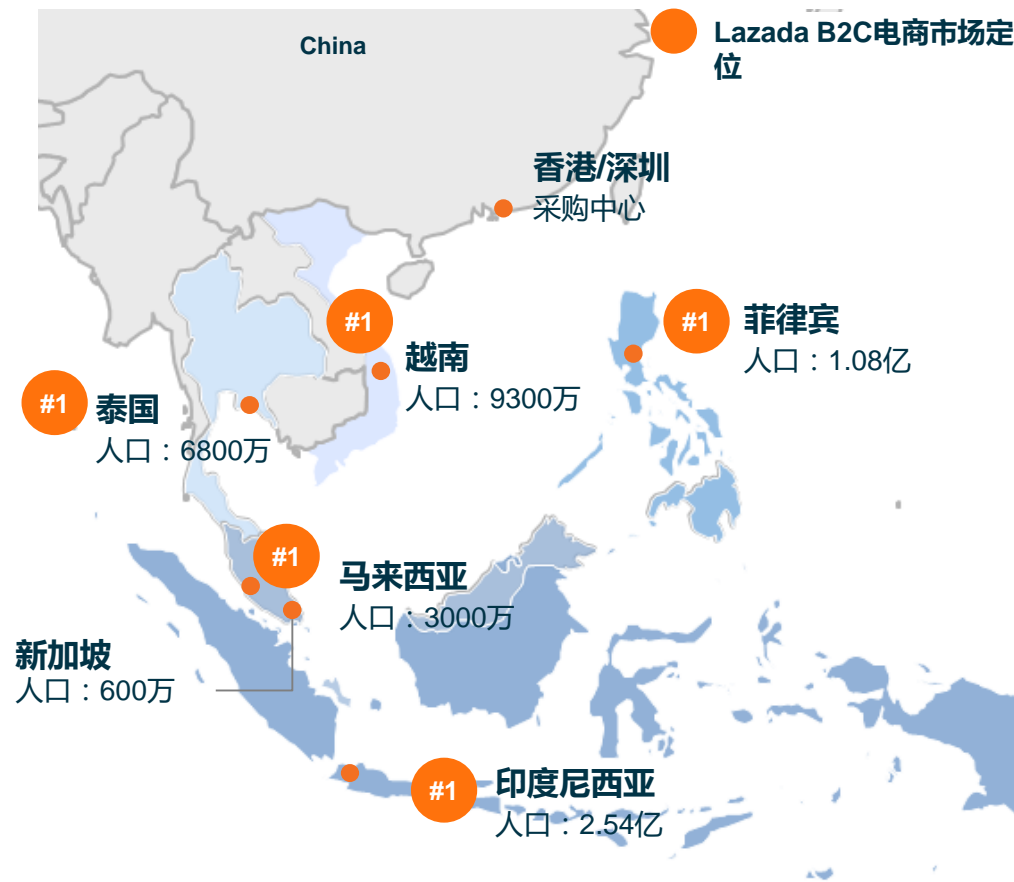 China
Lazada B2C电商市场定
位
香港/深圳
采购中心
#1
越南
人口：9300万
#1
菲律宾
人口：1.08亿
#1
泰国
人口：6800万
#1
马来西亚
人口：3000万
新加坡
人口：600万
#1
印度尼西亚
人口：2.54亿